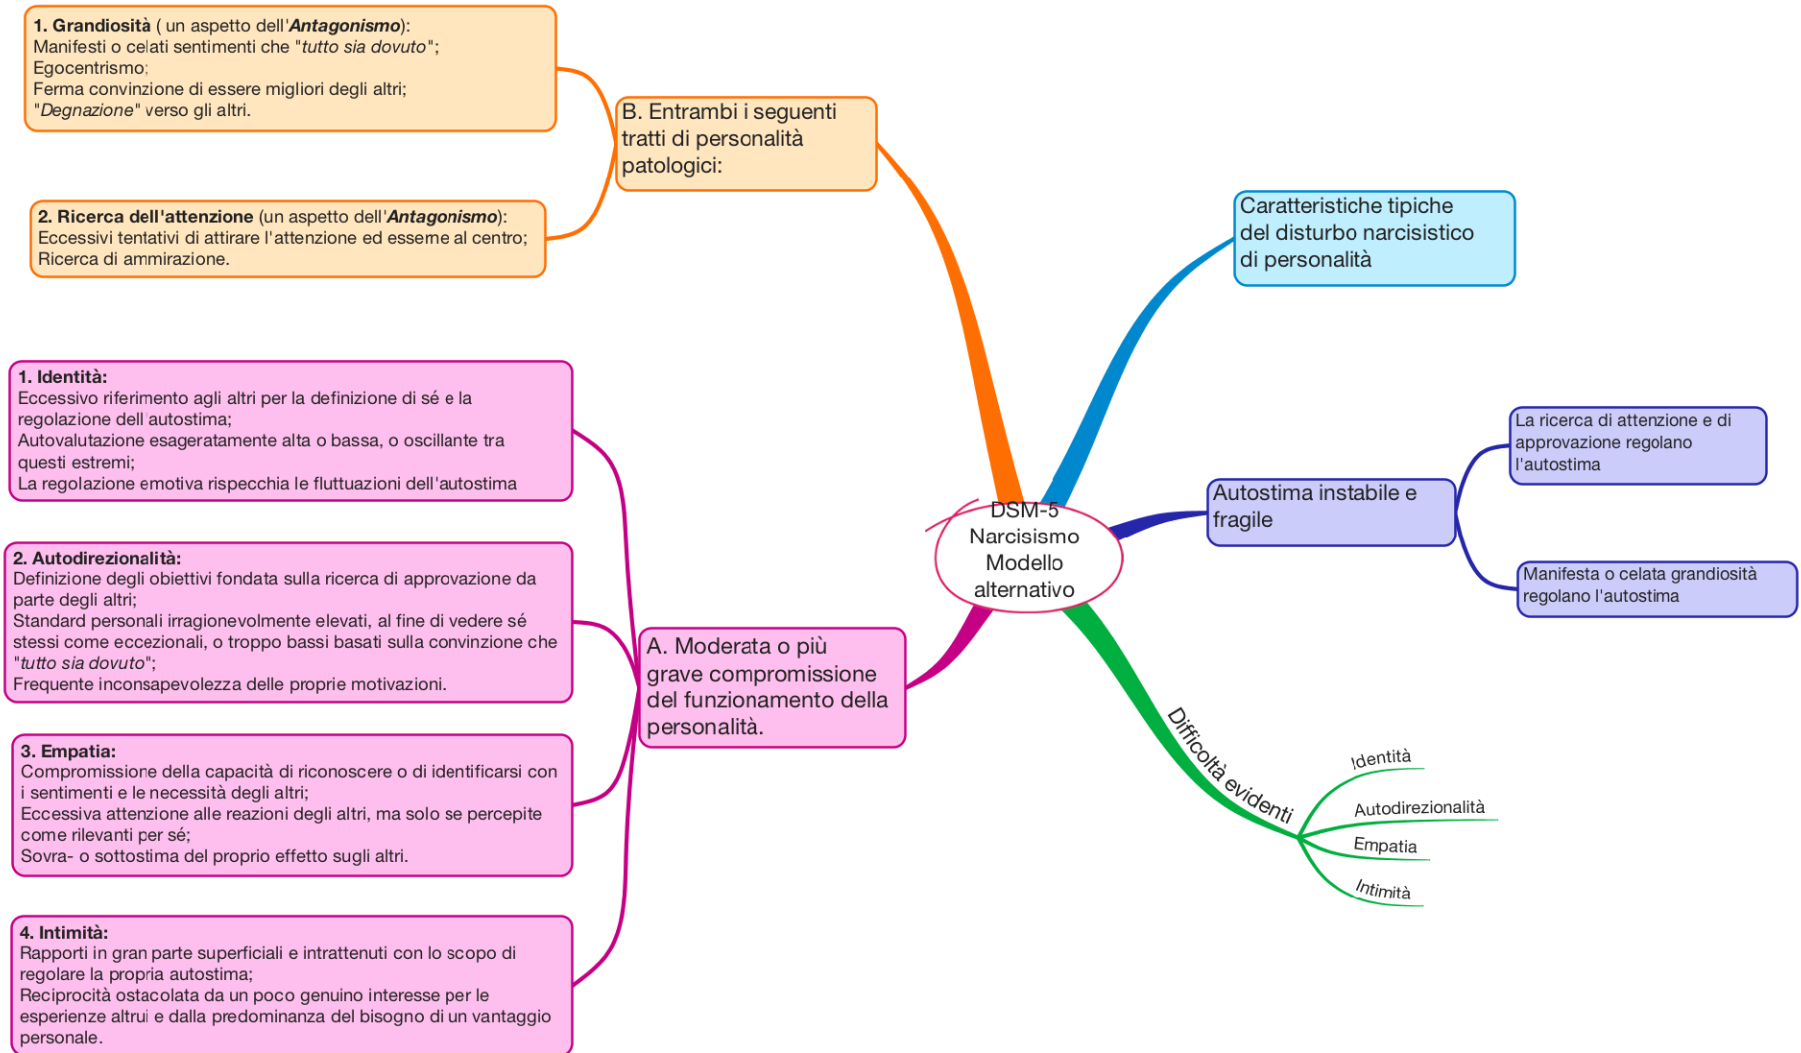 1. Grandiosità ( un aspetto dell'Antagonismo):
Manifesti o celati sentimenti che "tutto sia dovuto";
Egocentrismo;
Ferma convinzione di essere migliori degli altri;
"Degnazione" verso gli altri.
2. Ricerca dell'attenzione (un aspetto dell'Antagonismo):
Eccessivi tentativi di attirare l'attenzione ed esserne al centro;
Ricerca di ammirazione.
B. Entrambi i seguenti
tratti di personalità
patologici:
1. Identità:
Eccessivo riferimento agli altri per la definizione di sé e la
regolazione dell'autostima;
Autovalutazione esageratamente alta o bassa, o oscillante tra
questi estremi;
La regolazione emotiva rispecchia le fluttuazioni dell'autostima
2. Autodirezionalità:
Definizione degli obiettivi fondata sulla ricerca di approvazione da
parte degli altri;
Standard personali irragionevolmente elevati, al fine di vedere sé
stessi come eccezionali, o troppo bassi basati sulla convinzione che
"tutto sia dovuto";
Frequente inconsapevolezza delle proprie motivazioni.
3. Empatia:
Compromissione della capacità di riconoscere o di identificarsi con
i sentimenti e le necessità degli altri;
Eccessiva attenzione alle reazioni degli altri, ma solo se percepite
come rilevanti per sé;
Sovra- o sottostima del proprio effetto sugli altri.
4. Intimità:
Rapporti in gran parte superficiali e intrattenuti con lo scopo di
regolare la propria autostima;
Reciprocità ostacolata da un poco genuino interesse per le
esperienze altrui e dalla predominanza del bisogno di un vantaggio
personale.
A. Moderata o più
grave compromissione
del funzionamento della
personalità.
DSM-5
Narcisismo
Modello
alternativo
Caratteristiche tipiche
del disturbo narcisistico
di personalità
Autostima instabile e
fragile
La ricerca di attenzione e di
approvazione regolano
l'autostima
Manifesta o celata grandiosità
regolano l'autostima
Difficoltà evidenti
Identità
Autodirezionalità
Empatia
Intimità